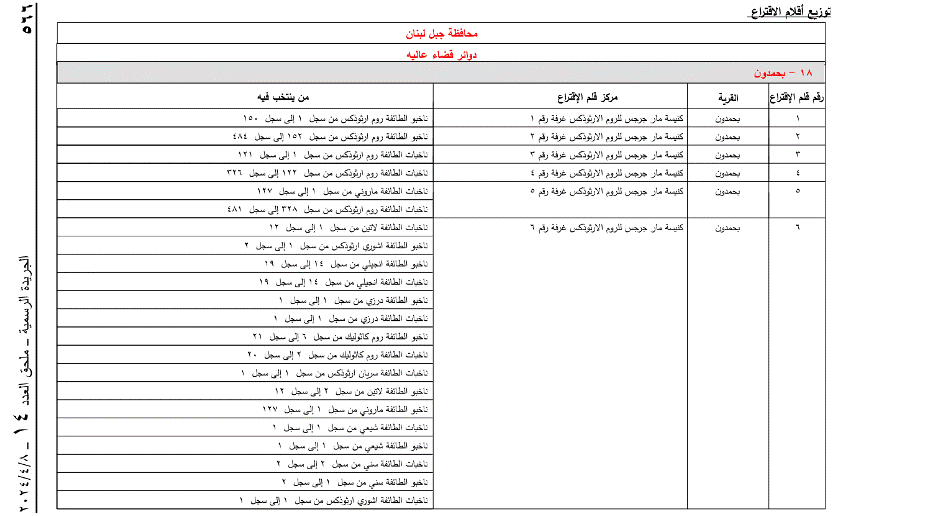 توزيع أقلام الاقتراع
محافظة جبل لبنان
دوائر قضاء عاليه
١٨ - بحمدون
رقم قلم الإقتراع القرية مركز قلم الإقتراع من ينتخب فيه
١ بحمدون كنيسة مار جرجس للروم الارثوذكس غرفة رقم ١ ناخبو الطائفة روم ارثوذكس من سجل ١ إلى سجل ١٥٠
٢ بحمدون كنيسة مار جرجس للروم الارثوذكس غرفة رقم ٢ ناخبو الطائفة روم ارثوذكس من سجل ١٥٢ إلى سجل ٤٨٤
٣ بحمدون كنيسة مار جرجس للروم الارثوذكس غرفة رقم ٣ ناخبات الطائفة روم ارثوذكس من سجل ١ إلى سجل ١٢١
٤ بحمدون كنيسة مار جرجس للروم الارثوذكس غرفة رقم ٤ ناخبات الطائفة روم ارثوذكس من سجل ١٢٢ إلى سجل ٣٢٦
٥ بحمدون كنيسة مار جرجس للروم الارثوذكس غرفة رقم ٥ ناخبات الطائفة ماروني من سجل ١ إلى سجل ١٢٧
ناخبات الطائفة روم ارثوذكس من سجل ٣٢٨ إلى سجل ٤٨١
٦ بحمدون كنيسة مار جرجس للروم الارثوذكس غرفة رقم ٦ ناخبات الطائفة لاتين من سجل ١ إلى سجل ١٢
ناخبو الطائفة اشوري ارثوذكس من سجل ١ إلى سجل ٢
ناخبو الطائفة انجيلي من سجل ١٤ إلى سجل ١٩
ناخبات الطائفة انجيلي من سجل ١٤ إلى سجل ١٩
ناخبو الطائفة درزي من سجل ١ إلى سجل ١
ناخبات الطائفة درزي من سجل ١ إلى سجل ١
ناخبو الطائفة روم كاثوليك من سجل ٦ إلى سجل ٢١
ناخبات الطائفة روم كاثوليك من سجل ٢ إلى سجل ٢٠
ناخبات الطائفة سريان ارثوذكس من سجل ١ إلى سجل ١
ناخبو الطائفة لاتين من سجل ٢ إلى سجل ١٢
ناخبو الطائفة ماروني من سجل ١ إلى سجل ١٢٧
ناخبات الطائفة شيعي من سجل ١ إلى سجل ١
ناخبو الطائفة شيعي من سجل ١ إلى سجل ١
ناخبات الطائفة سني من سجل ٢ إلى سجل ٢
ناخبو الطائفة سني من سجل ١ إلى سجل ٢
ناخبات الطائفة اشوري ارثوذكس من سجل ١ إلى سجل ١
٥٦٦
الجريدة الرسمية - ملحق العدد ١٤ - ٢٠٢٤/٤/٨